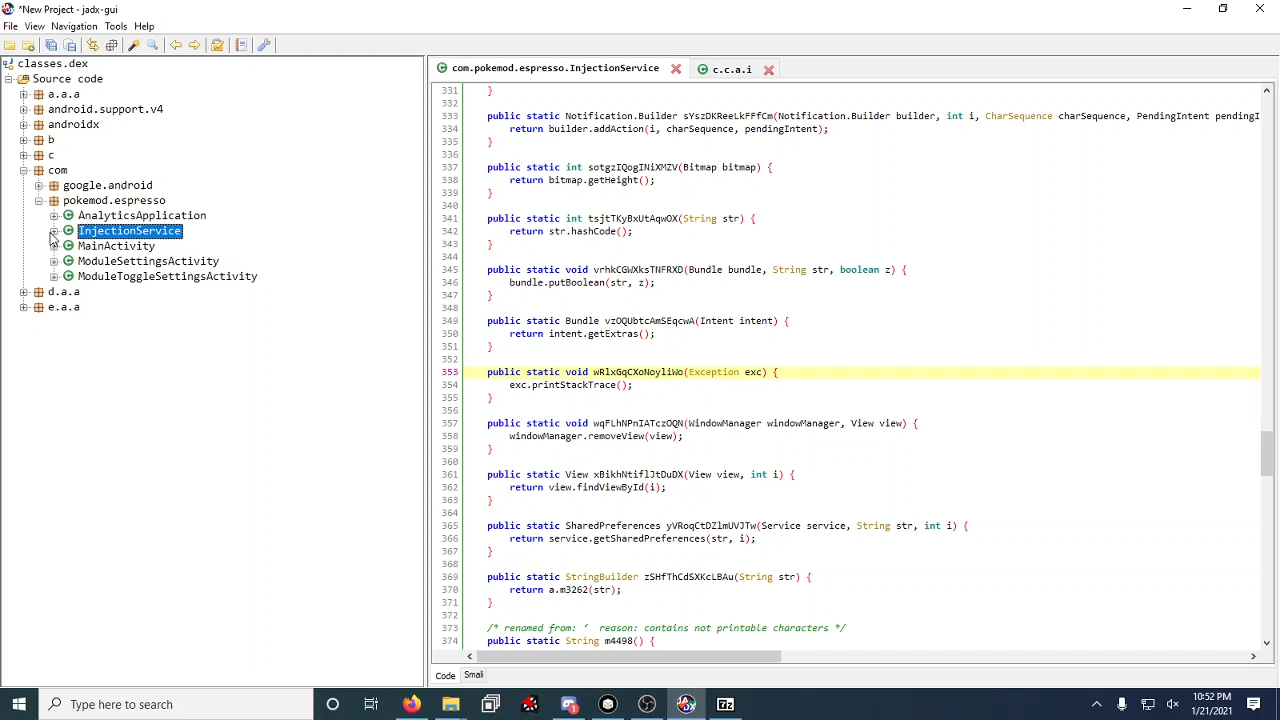 *New Project - jadx-gui
File View Navigation Tools Help
classes.dex
Source code
a.a.a
android.support.v4
androidx
b
c
com
google.android
pokemod.espresso
AnalyticsApplication
InjectionService
MainActivity
ModuleSettingsActivity
ModuleToggleSettingsActivity
d.a.a
e.a.a
com.pokemod.espresso.InjectionService
c.c.a.i
331 }
332
333 public static Notification.Builder sYszDKReeLkFFfCm(Notification.Builder builder, int i, CharSequence charSequence, PendingIntent pendingI
334 return builder.addAction(i, charSequence, pendingIntent);
335 }
336
337 public static int sotgzIQogINiXMZV(Bitmap bitmap) {
338 return bitmap.getHeight();
339 }
340
341 public static int tsjtTKyBxUtAqwOX(String str) {
342 return str.hashCode();
343 }
344
345 public static void vrhkCGWXksTNFRXD(Bundle bundle, String str, boolean z) {
346 bundle.putBoolean(str, z);
347 }
348
349 public static Bundle vzOQUbtcAmSEqcwA(Intent intent) {
350 return intent.getExtras();
351 }
352
353 public static void wRlxGqCXoNoyliWo(Exception exc) {
354 exc.printStackTrace();
355 }
356
357 public static void wqFLhNPnIATczOQN(WindowManager windowManager, View view) {
358 windowManager.removeView(view);
359 }
360
361 public static View xBikhNtiflJtDuDX(View view, int i) {
362 return view.findViewById(i);
363 }
364
365 public static SharedPreferences yVRoqCtDZlmUVJTw(Service service, String str, int i) {
366 return service.getSharedPreferences(str, i);
367 }
368
369 public static StringBuilder zSHfThCdSXKcLBAu(String str) {
370 return a.m3262(str);
371 }
372
373 /* renamed from: ʻ reason: contains not printable characters */
374 public static String m4498() {
Code Smali
Type here to search
10:52 PM
1/21/2021